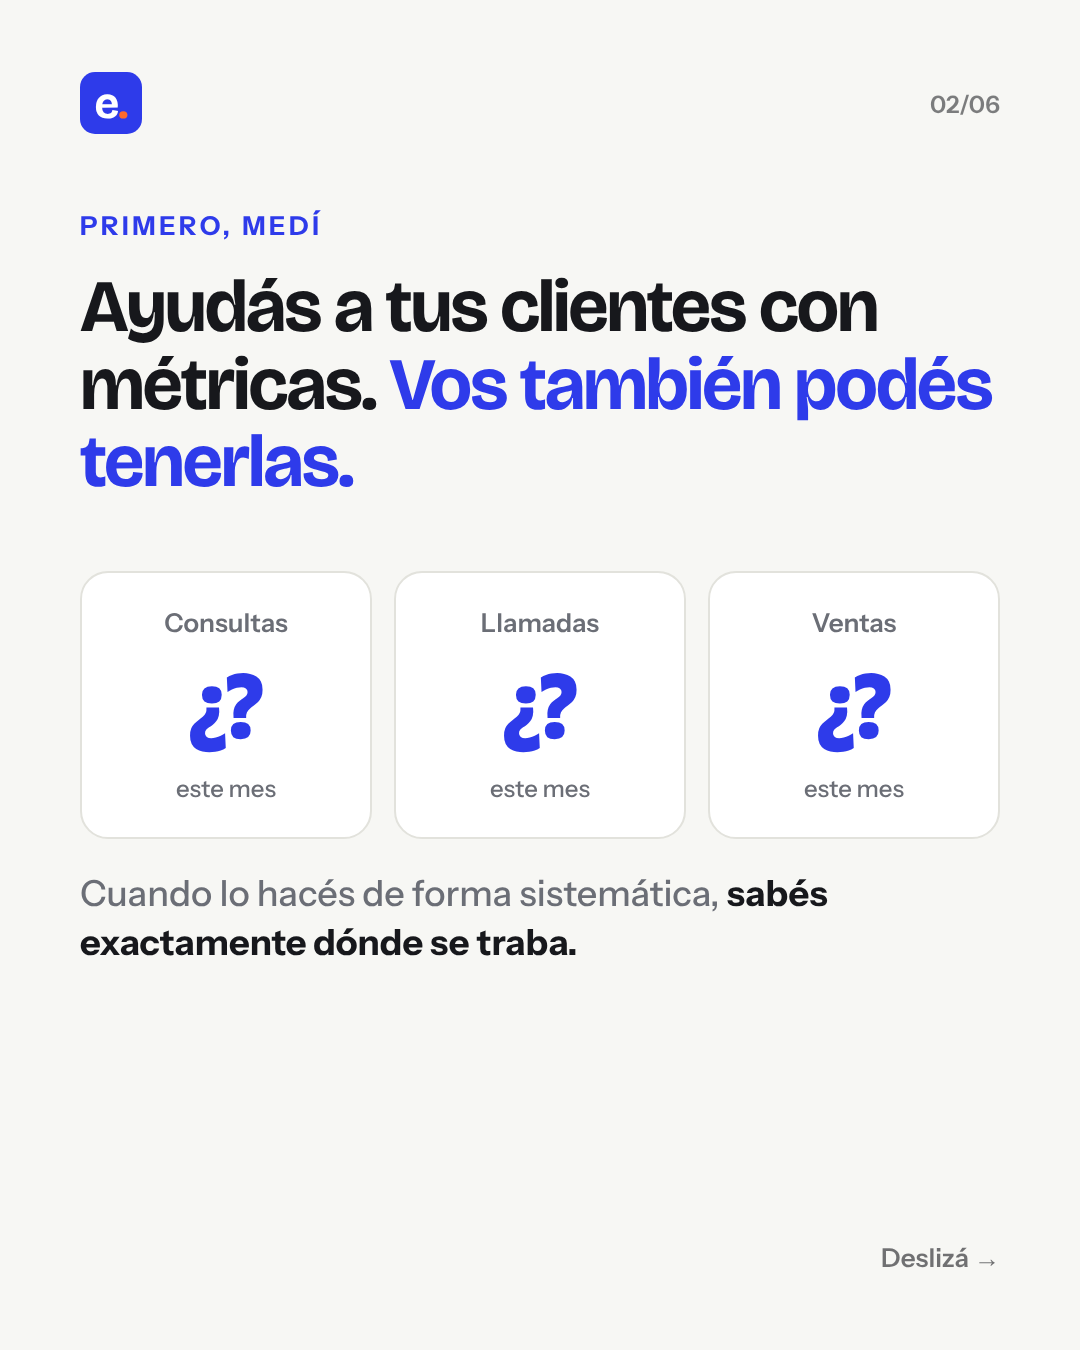 e.
02/06
PRIMERO, MEDÍ
Ayudás a tus clientes con
métricas. Vos también podés
tenerlas.
Consultas
¿?
este mes
Llamadas
¿?
este mes
Ventas
¿?
este mes
Cuando lo hacés de forma sistemática, sabés
exactamente dónde se traba.
Deslizá →